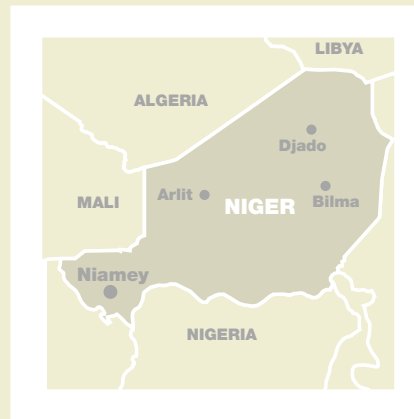 LIBYA
ALGERIA
Djado
MALI
Arlit
NIGER
Bilma
Niamey
NIGERIA